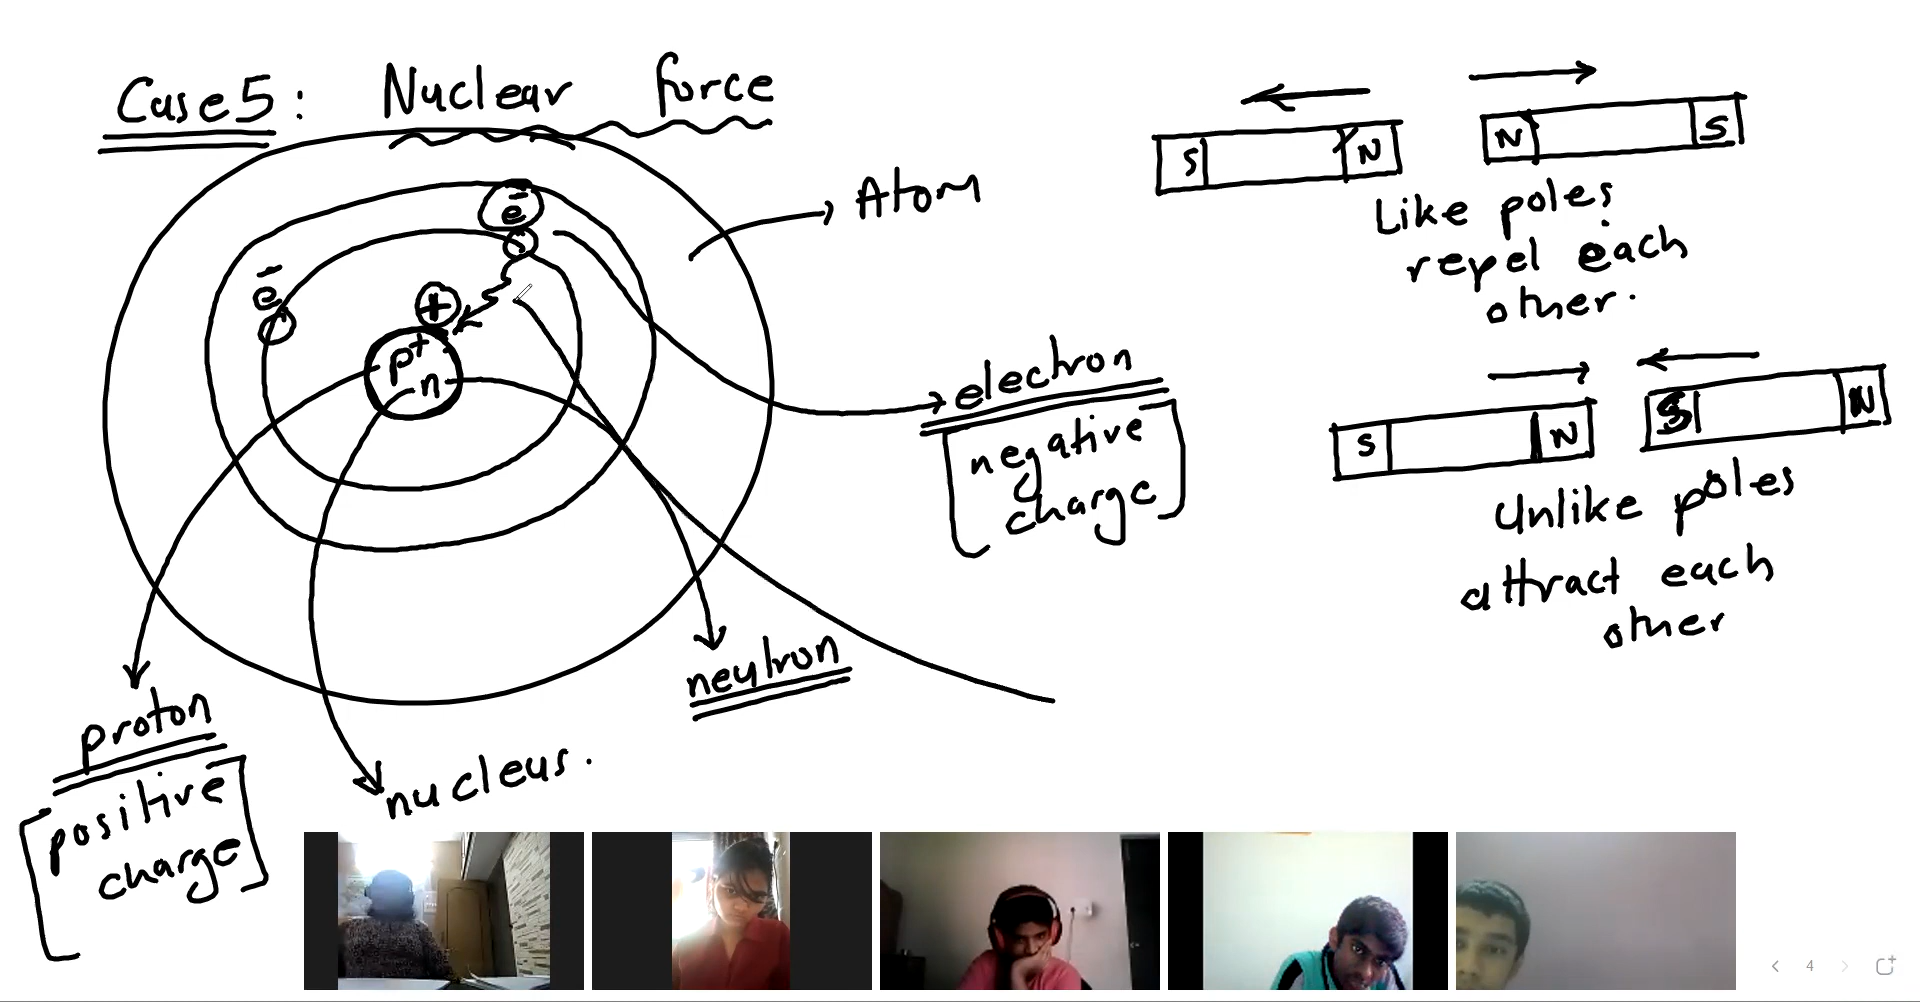 Case 5: Nuclear force
Atom
e-
e-
+
p+
n
electron
[negative
charge]
neutron
proton
[positive
charge]
nucleus.
S N N S
Like poles
repel each
other.
S N S N
Unlike poles
attract each
other
4